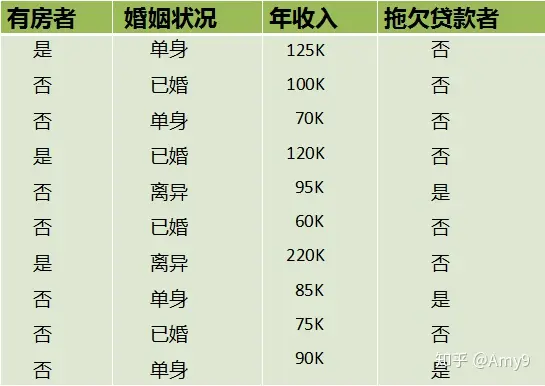 有房者 婚姻状况 年收入 拖欠贷款者
是 单身 125K 否
否 已婚 100K 否
否 单身 70K 否
是 已婚 120K 否
否 离异 95K 是
否 已婚 60K 否
是 离异 220K 否
否 单身 85K 是
否 已婚 75K 否
否 单身 90K 是
知乎 @Amy9